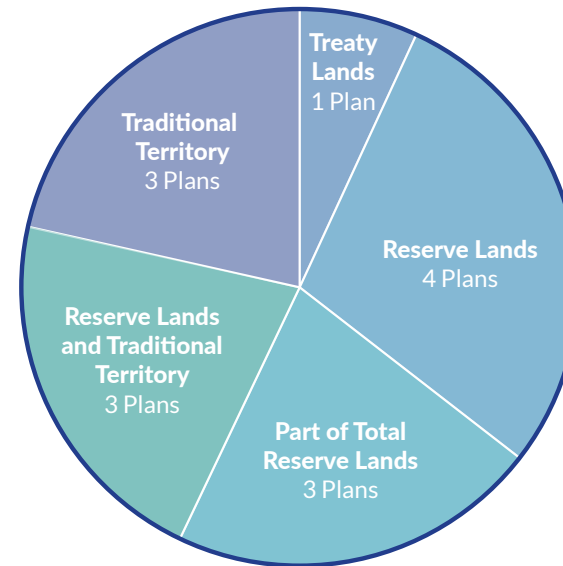 Treaty
Lands
1 Plan
Reserve Lands
4 Plans
Part of Total
Reserve Lands
3 Plans
Reserve Lands
and Traditional
Territory
3 Plans
Traditional
Territory
3 Plans